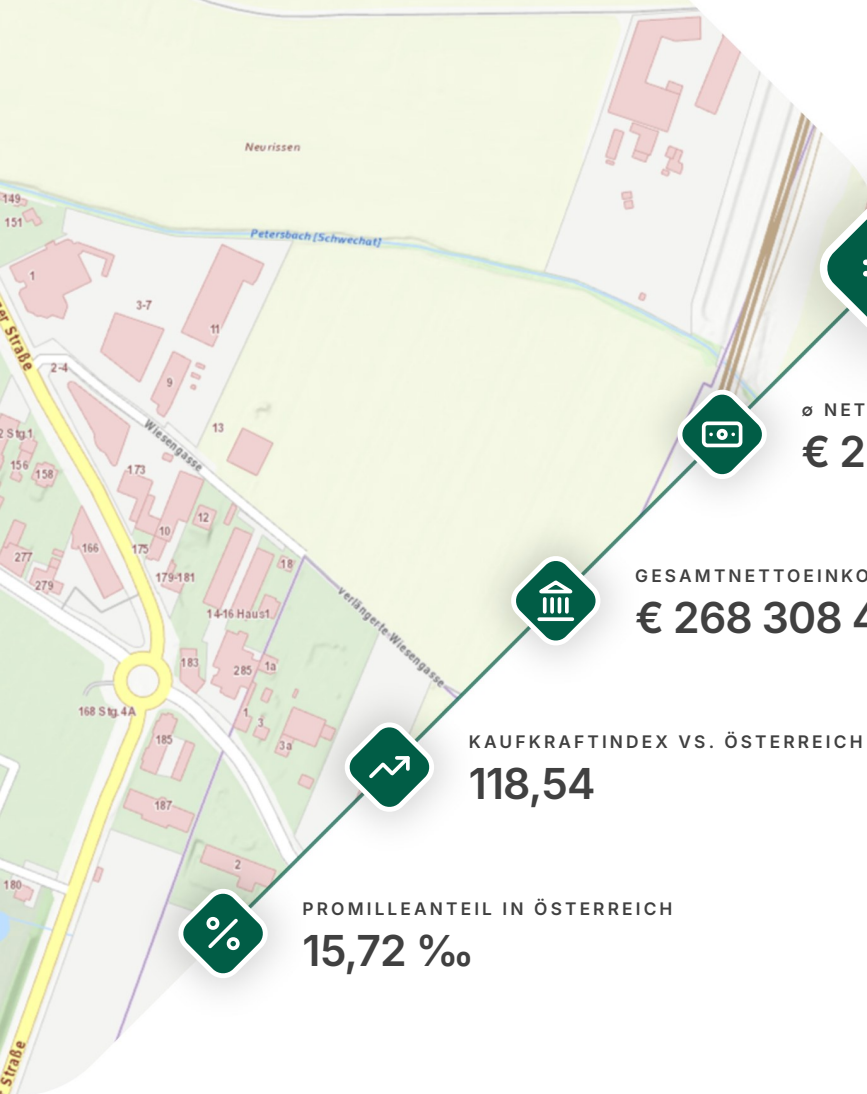 Neurissen
149
151
Petersbach [Schwechat]
1
3-7
11
2-4
9
13
Wiesengasse
173
2 Stg.1
156
158
12
10
166
175
277
279
179-181
18
14-16 Haus1
verlängerte Wiesengasse
183
285
1a
168 Stg.4A
1
3
3a
185
187
2
180
Straße
ø NET
€ 2
GESAMTNETTOEINKO
€ 268 308 4
KAUFKRAFTINDEX VS. ÖSTERREICH
118,54
PROMILLEANTEIL IN ÖSTERREICH
15,72 ‰